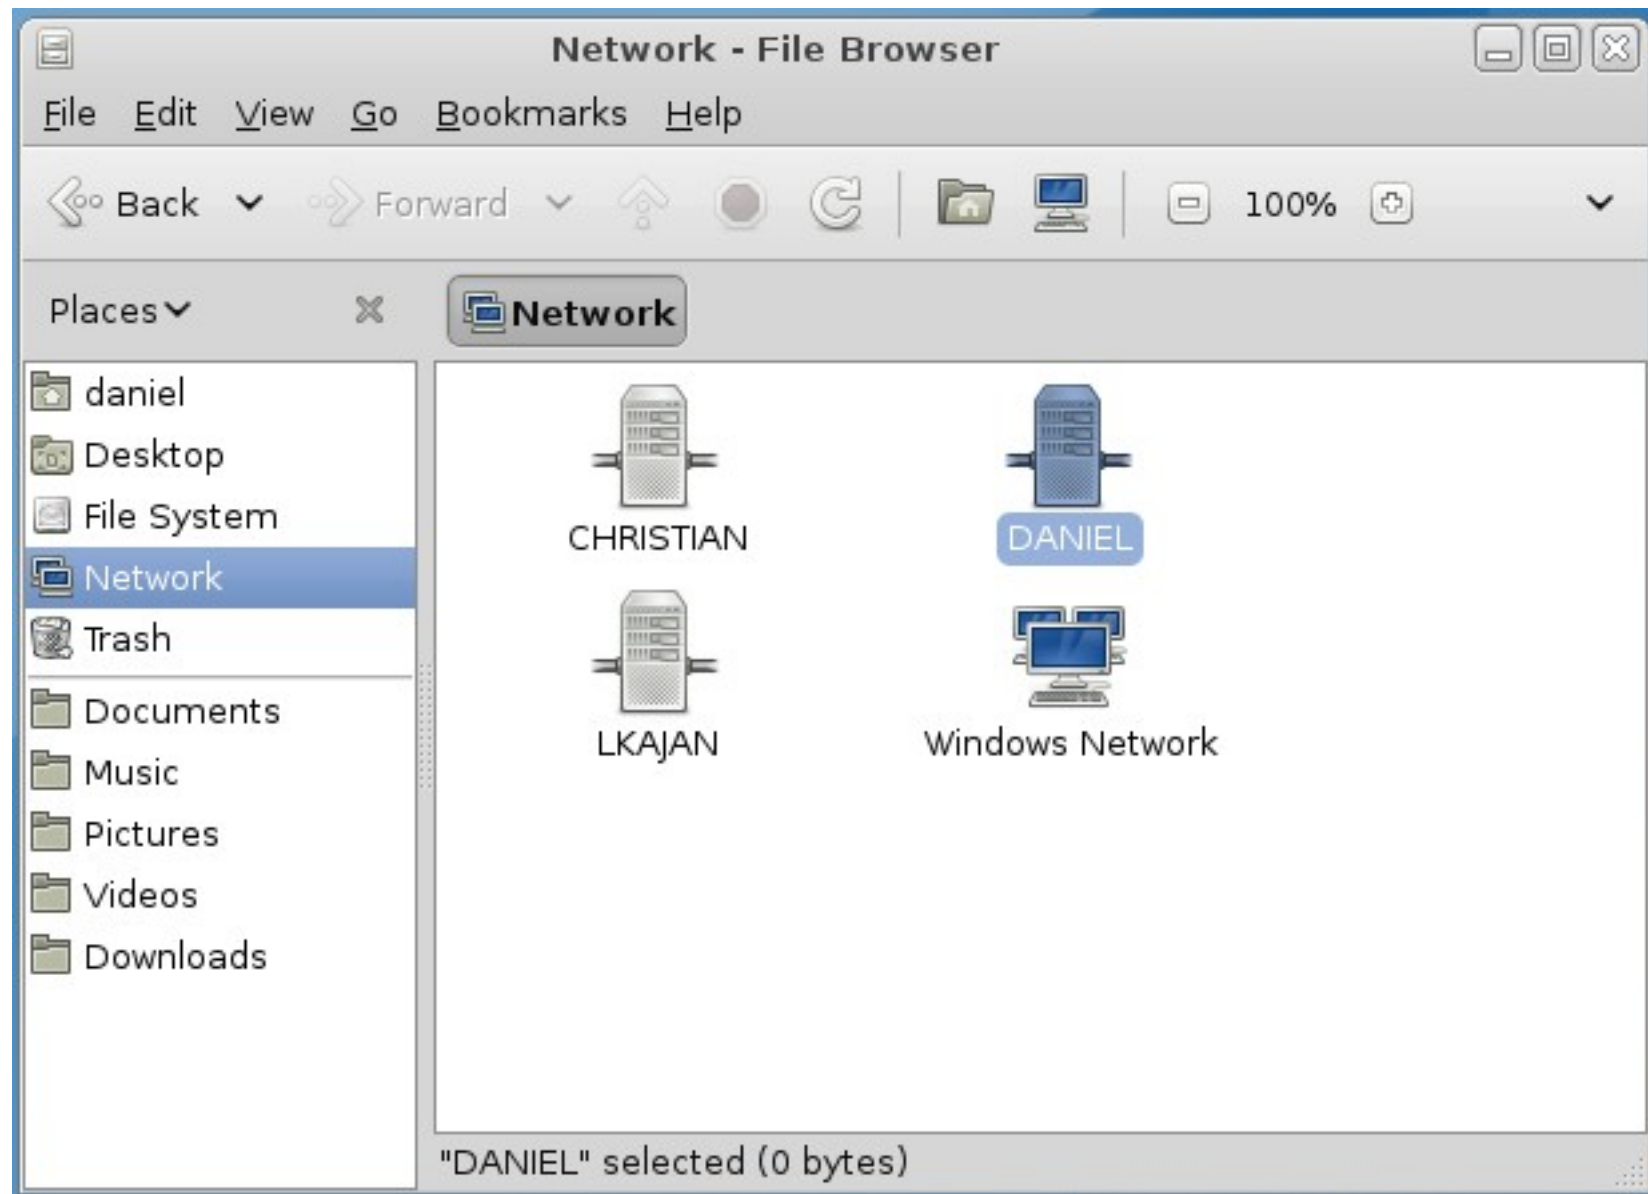 Network - File Browser
File Edit View Go Bookmarks Help
Back Forward 100%
Places Network
daniel
Desktop
File System
Network
Trash
Documents
Music
Pictures
Videos
Downloads
CHRISTIAN DANIEL
LKAJAN Windows Network
"DANIEL" selected (0 bytes)